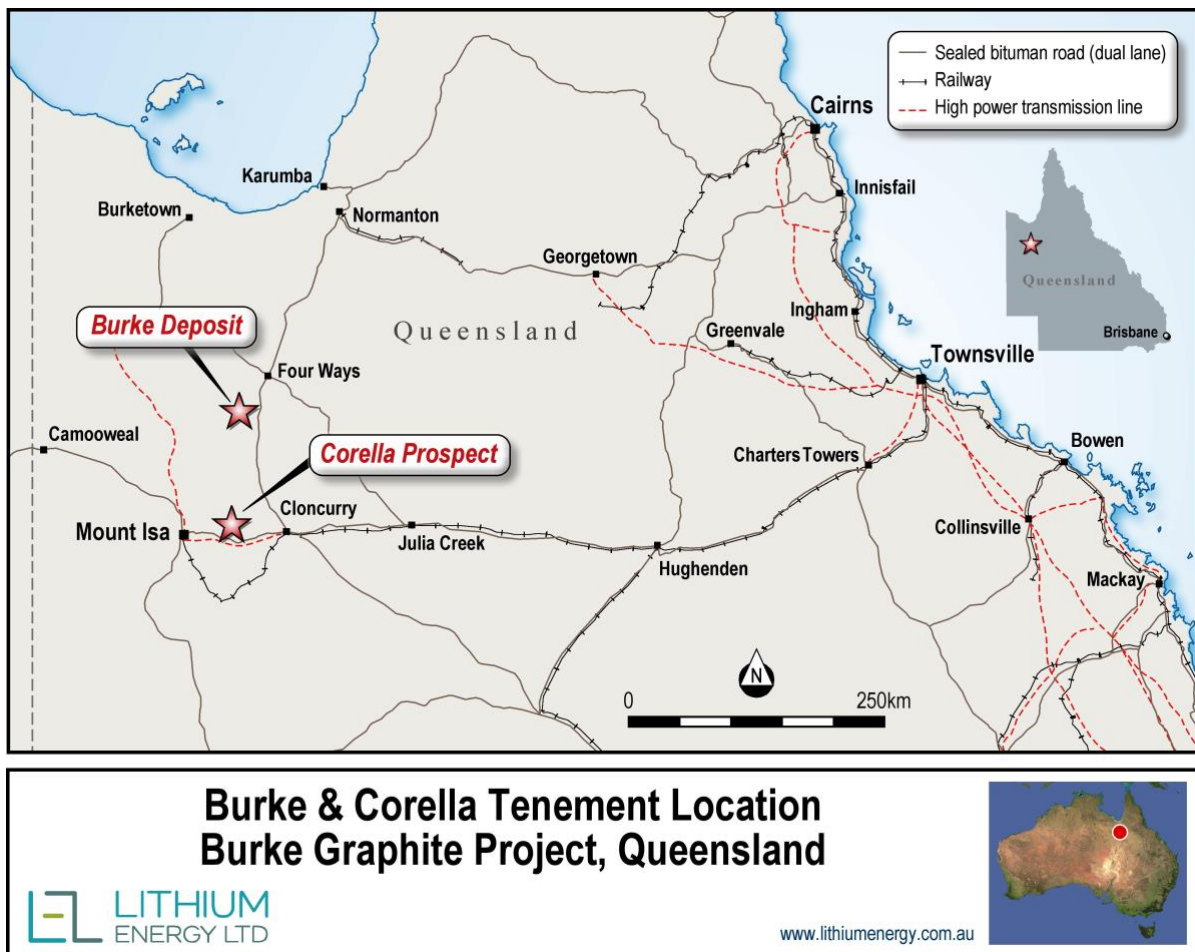 Sealed bituman road (dual lane)
Railway
High power transmission line
Cairns
Karumba
Innisfail
Burketown
Normanton
Georgetown
Queensland
Queensland
Brisbane
Burke Deposit
Ingham
Greenvale
Townsville
Four Ways
Camooweal
Corella Prospect
Charters Towers
Bowen
Cloncurry
Mount Isa
Julia Creek
Collinsville
Hughenden
Mackay
N
0 250km
Burke & Corella Tenement Location
Burke Graphite Project, Queensland
LEL LITHIUM
ENERGY LTD
www.lithiumenergy.com.au